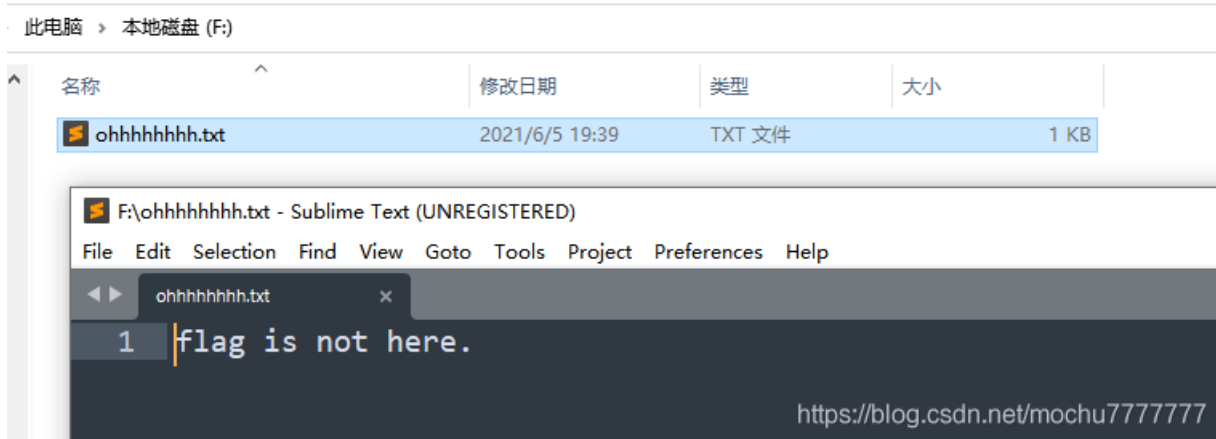 此电脑 › 本地磁盘 (F:)
名称 修改日期 类型 大小
ohhhhhhhh.txt 2021/6/5 19:39 TXT 文件 1 KB
F:\ohhhhhhhh.txt - Sublime Text (UNREGISTERED)
File Edit Selection Find View Goto Tools Project Preferences Help
ohhhhhhhh.txt ×
1 flag is not here.
https://blog.csdn.net/mochu7777777